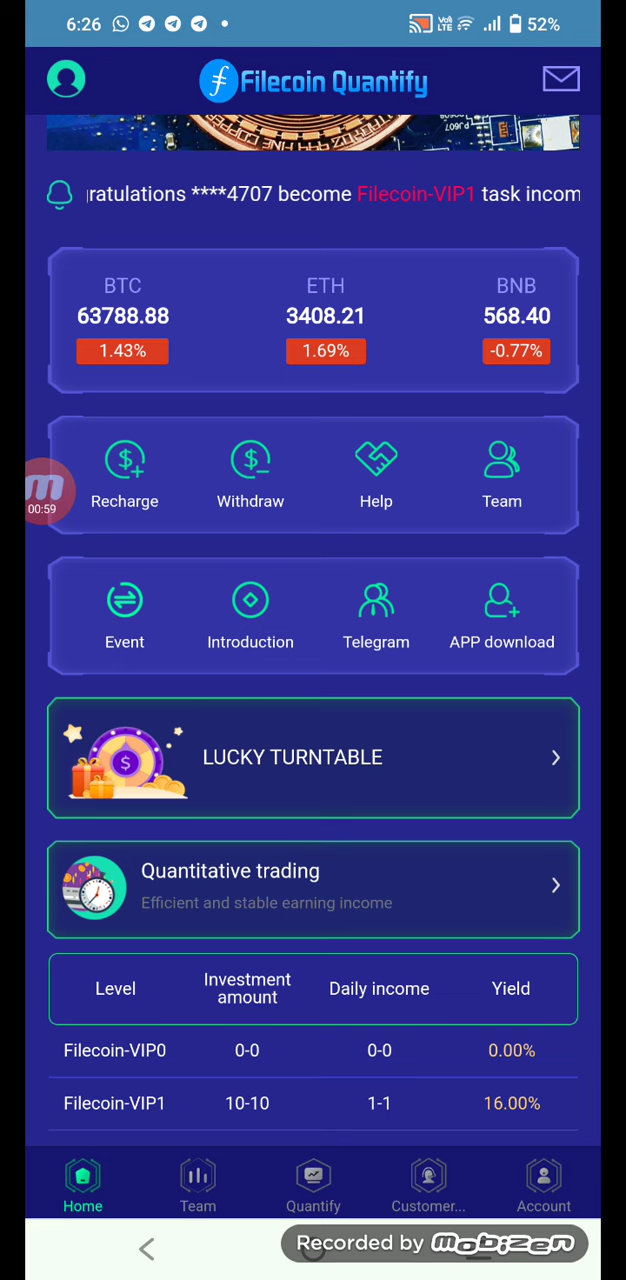 6:26
Vo) LTE
52%
Filecoin Quantify
gratulations ****4707 become Filecoin-VIP1 task incom
BTC ETH BNB
63788.88 3408.21 568.40
1.43% 1.69% -0.77%
00:59
Recharge Withdraw Help Team
Event Introduction Telegram APP download
LUCKY TURNTABLE
Quantitative trading
Efficient and stable earning income
Level Investment amount Daily income Yield
Filecoin-VIP0 0-0 0-0 0.00%
Filecoin-VIP1 10-10 1-1 16.00%
Home Team Quantify Customer... Account
Recorded by mobizen